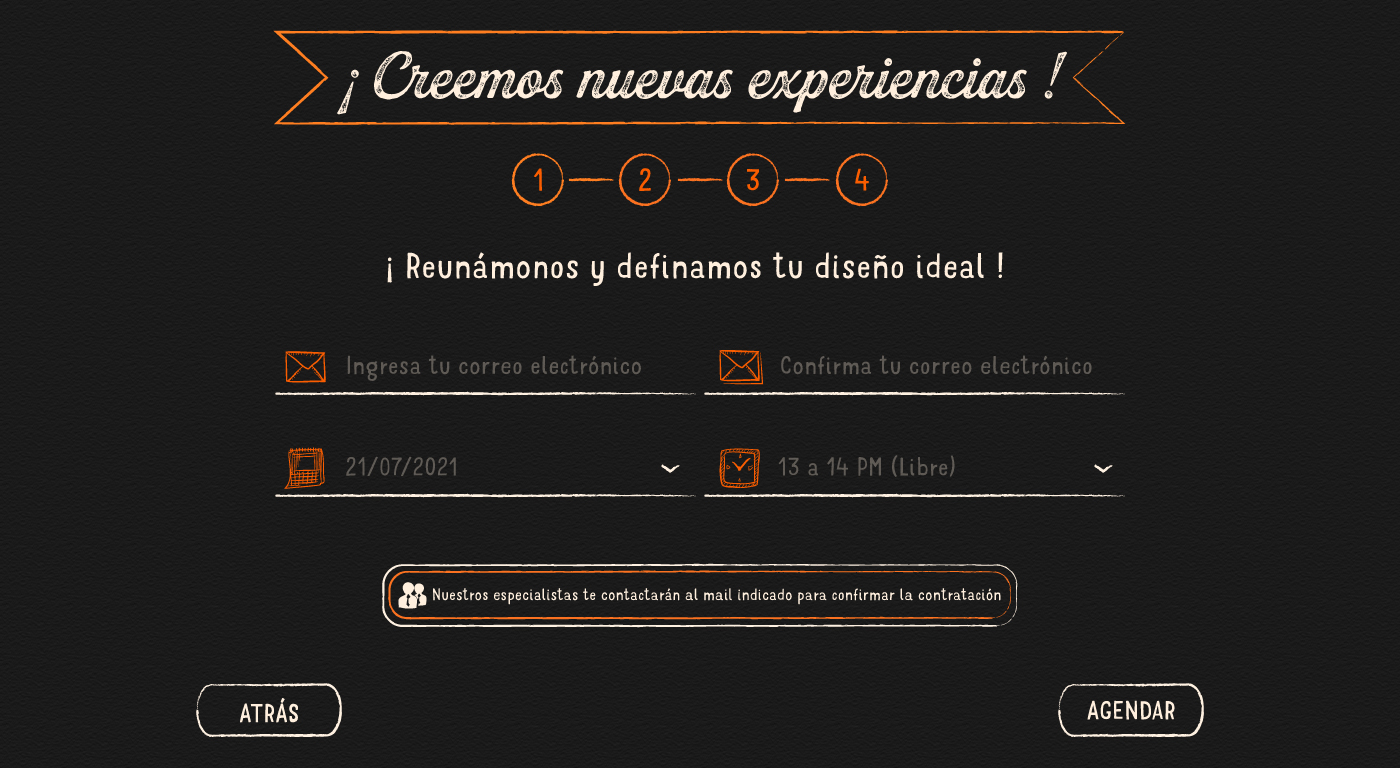 ¡ Creemos nuevas experiencias !
1 2 3 4
¡ Reunámonos y definamos tu diseño ideal !
Ingresa tu correo electrónico
Confirma tu correo electrónico
21/07/2021
13 a 14 PM (Libre)
Nuestros especialistas te contactarán al mail indicado para confirmar la contratación
ATRÁS
AGENDAR